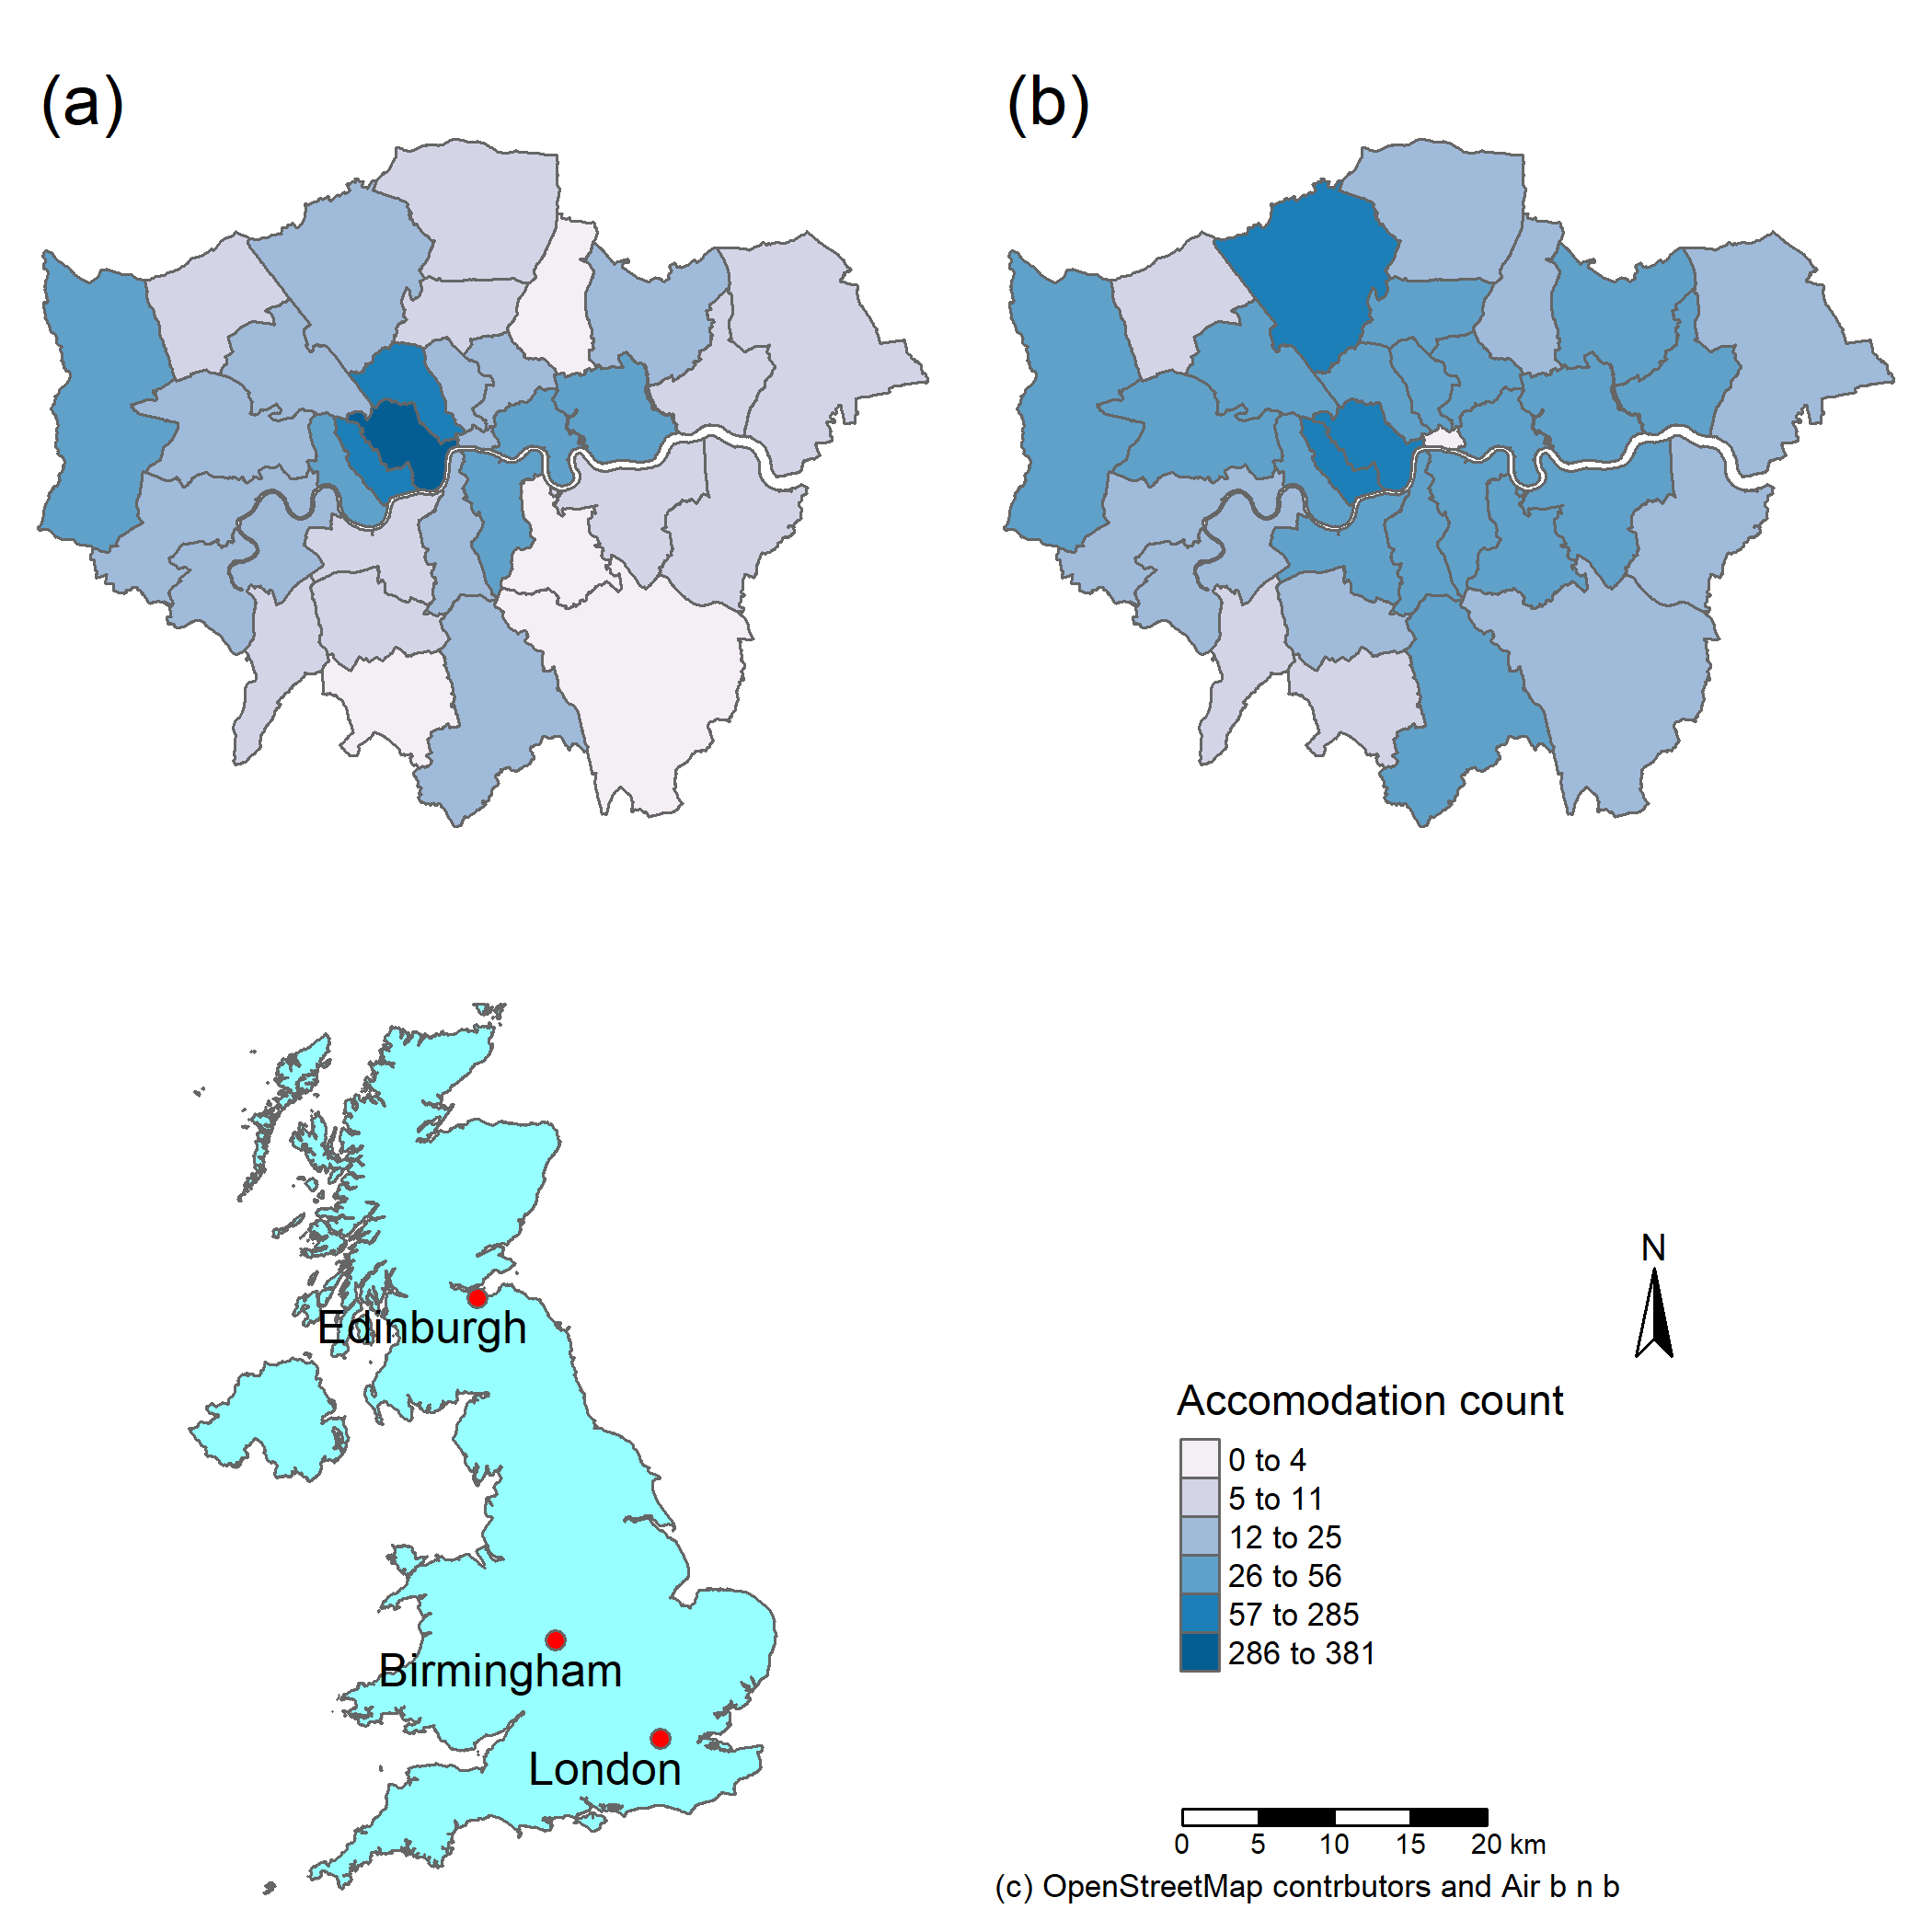 (a)
(b)
Edinburgh
Birmingham
London
N
Accomodation count
0 to 4
5 to 11
12 to 25
26 to 56
57 to 285
286 to 381
0 5 10 15 20 km
(c) OpenStreetMap contrbutors and Air b n b